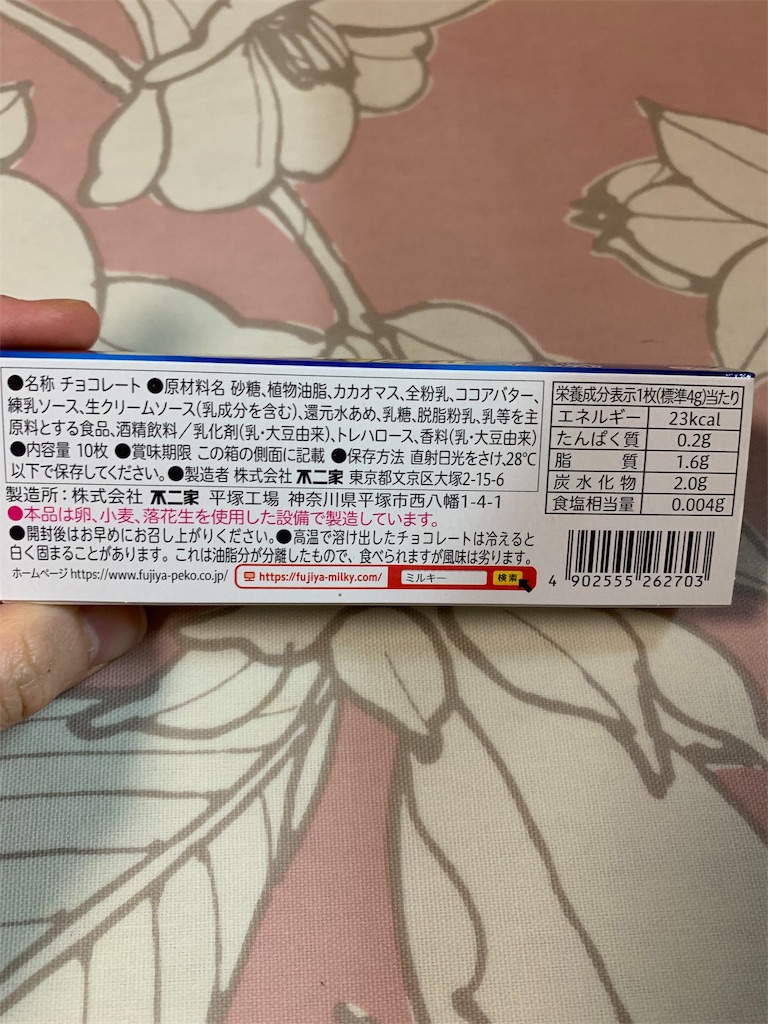 ●名称 チョコレート ●原材料名 砂糖、植物油脂、カカオマス、全粉乳、ココアバター、
練乳ソース、生クリームソース(乳成分を含む)、還元水あめ、乳糖、脱脂粉乳、乳等を主
原料とする食品、酒精飲料/乳化剤(乳・大豆由来)、トレハロース、香料(乳・大豆由来)
●内容量 10枚 ●賞味期限 この箱の側面に記載 ●保存方法 直射日光をさけ、28℃
以下で保存してください。●製造者 株式会社 不二家 東京都文京区大塚2-15-6
製造所:株式会社 不二家 平塚工場 神奈川県平塚市西八幡1-4-1
●本品は卵、小麦、落花生を使用した設備で製造しています。
●開封後はお早めにお召し上がりください。●高温で溶け出したチョコレートは冷えると
白く固まることがあります。これは油脂分が分離したもので、食べられますが風味は劣ります。
ホームページ https://www.fujiya-peko.co.jp/ https://fujiya-milky.com/ ミルキー 検索
栄養成分表示1枚(標準4g)当たり
エネルギー 23kcal
たんぱく質 0.2g
脂質 1.6g
炭水化物 2.0g
食塩相当量 0.004g
4 902555 262703